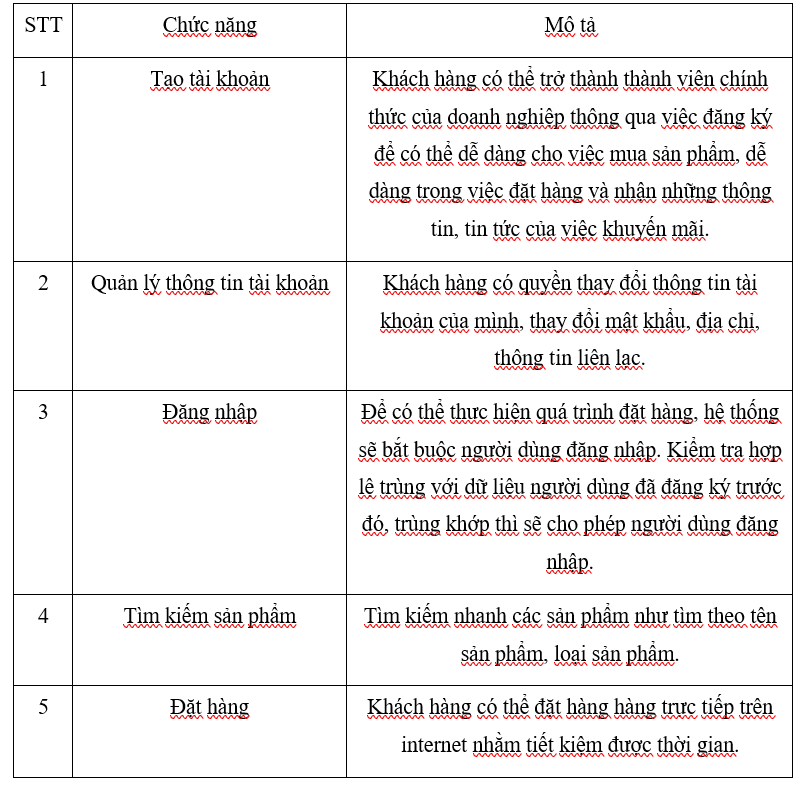 STT Chức năng Mô tả
1 Tạo tài khoản Khách hàng có thể trở thành thành viên chính
thức của doanh nghiệp thông qua việc đăng ký
để có thể dễ dàng cho việc mua sản phẩm, dễ
dàng trong việc đặt hàng và nhận những thông
tin, tin tức của việc khuyến mãi.
2 Quản lý thông tin tài khoản Khách hàng có quyền thay đổi thông tin tài
khoản của mình, thay đổi mật khẩu, địa chỉ,
thông tin liên lạc.
3 Đăng nhập Để có thể thực hiện quá trình đặt hàng, hệ thống
sẽ bắt buộc người dùng đăng nhập. Kiểm tra hợp
lệ trùng với dữ liệu người dùng đã đăng ký trước
đó, trùng khớp thì sẽ cho phép người dùng đăng
nhập.
4 Tìm kiếm sản phẩm Tìm kiếm nhanh các sản phẩm như tìm theo tên
sản phẩm, loại sản phẩm.
5 Đặt hàng Khách hàng có thể đặt hàng hàng trực tiếp trên
internet nhằm tiết kiệm được thời gian.